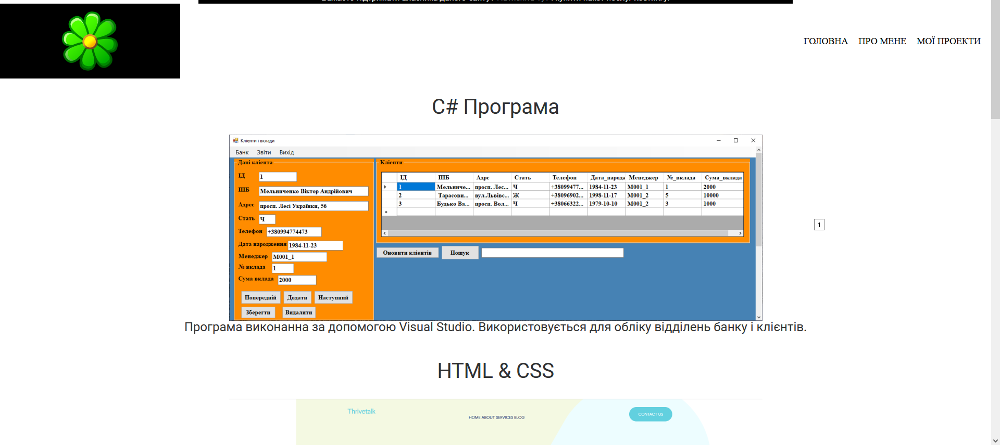 ГОЛОВНА ПРО МЕНЕ МОЇ ПРОЕКТИ
C# Програма
Клієнти і вклади
Банк Звіти Вихід
Дані клієнта
ІД 1
ПІБ Мельниченко Віктор Андрійович
Адрес просп. Лесі Українки, 56
Стать Ч
Телефон +380994774473
Дата народження 1984-11-23
Менеджер М001_1
№ вклада 1
Сума вклада 2000
Попередній Додати Наступний
Зберегти Видалити
Клієнти
ІД ПІБ Адрс Стать Телефон Дата_народж Менеджер №_вклада Сума_вклада
1 Мельниче... просп. Лес... Ч +38099477... 1984-11-23 М001_1 1 2000
2 Тарасови... вул.Львівс... Ж +38096902... 1998-11-17 М001_2 5 10000
3 Будько Ва... просп. Вол... Ч +38066322... 1979-10-10 М001_2 3 1000
Оновити клієнтів Пошук
1
Програма виконанна за допомогою Visual Studio. Використовується для обліку відділень банку і клієнтів.
HTML & CSS
Thrivetalk
HOME ABOUT SERVICES BLOG
CONTACT US